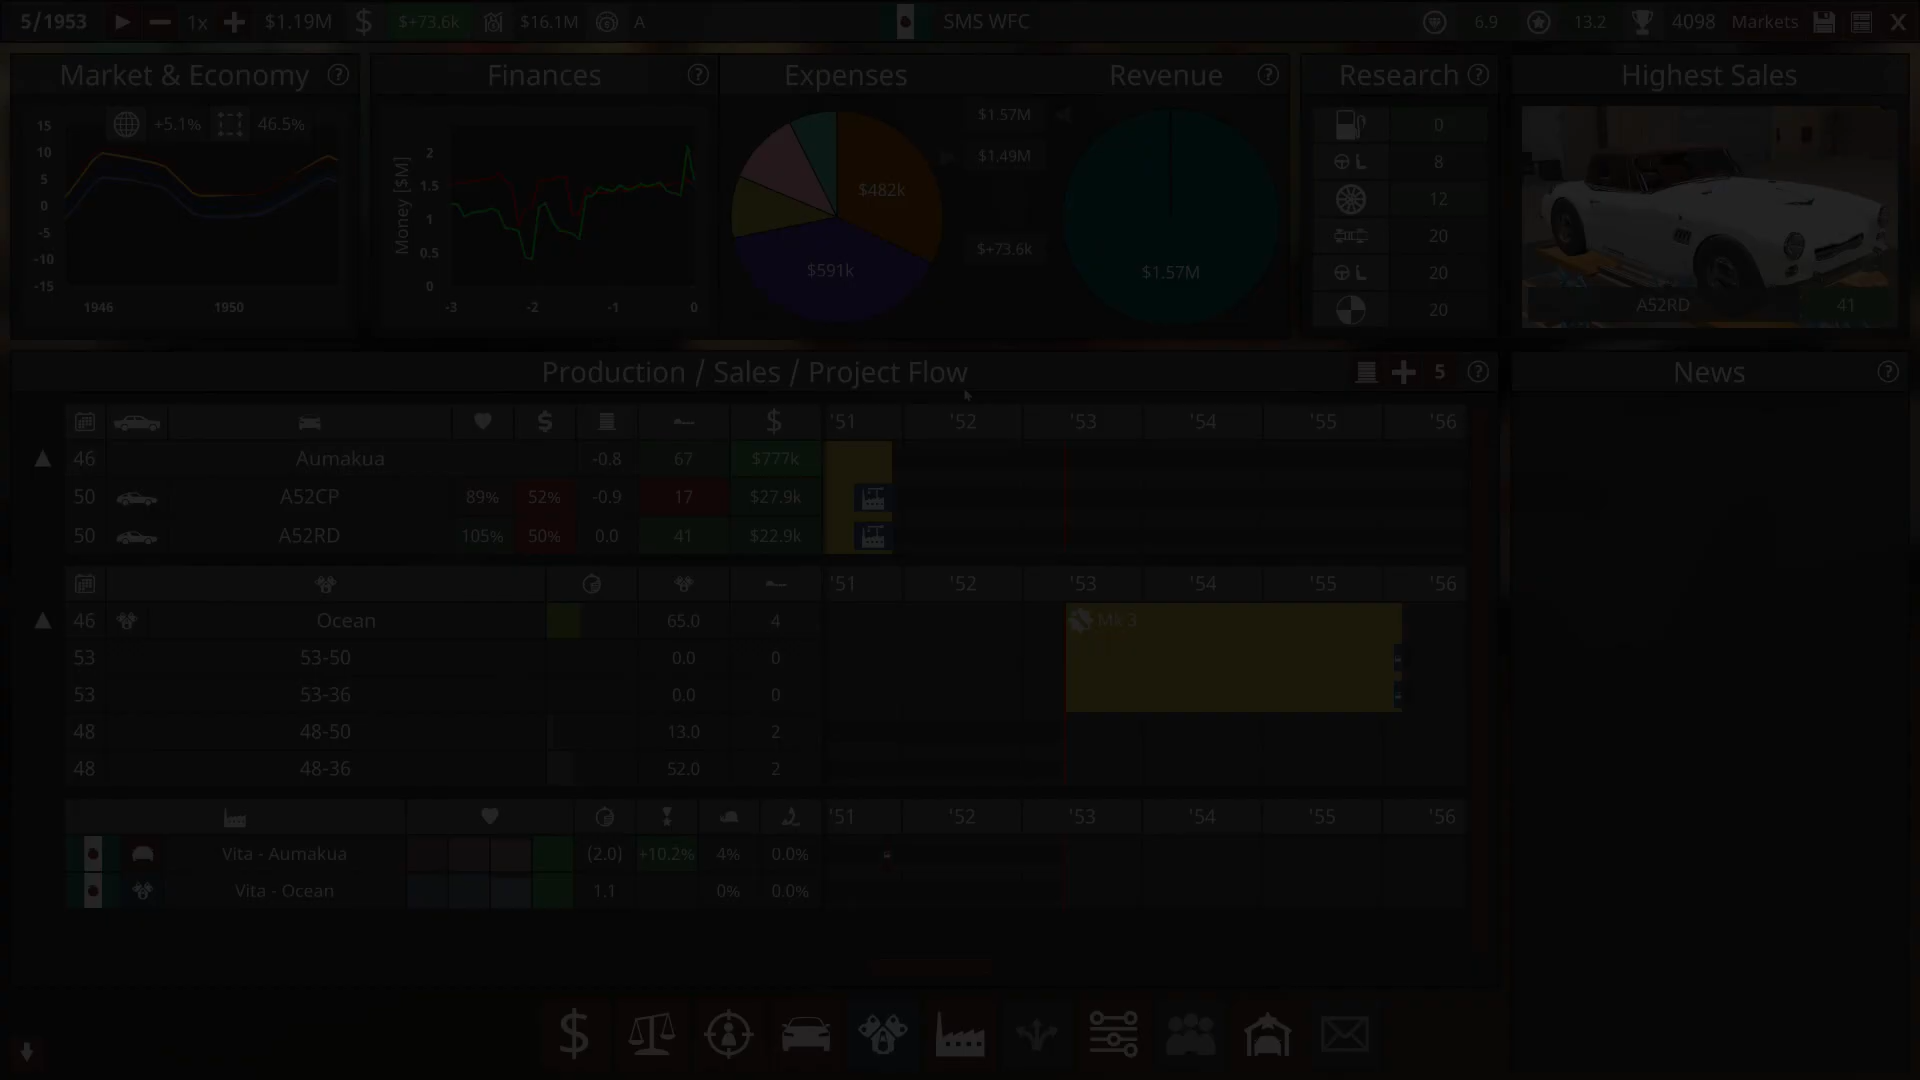 5/1953 1x $1.19M $+73.6k $16.1M A SMS WFC 6.9 13.2 4098 Markets
Market & Economy
+5.1% 46.5%
15
10
5
0
-5
-10
-15
1946 1950
Finances
Money [$M]
2
1.5
1
0.5
0
-3 -2 -1 0
Expenses
$482k
$591k
$1.57M
$1.49M
$+73.6k
Revenue
$1.57M
Research
0
8
12
20
20
20
Highest Sales
A52RD 41
Production / Sales / Project Flow 5
'51 '52 '53 '54 '55 '56
46 Aumakua -0.8 67 $777k
50 A52CP 89% 52% -0.9 17 $27.9k
50 A52RD 105% 50% 0.0 41 $22.9k
'51 '52 '53 '54 '55 '56
46 Ocean 65.0 4 Mk 3
53 53-50 0.0 0
53 53-36 0.0 0
48 48-50 13.0 2
48 48-36 52.0 2
'51 '52 '53 '54 '55 '56
Vita - Aumakua (2.0) +10.2% 4% 0.0%
Vita - Ocean 1.1 0% 0.0%
News